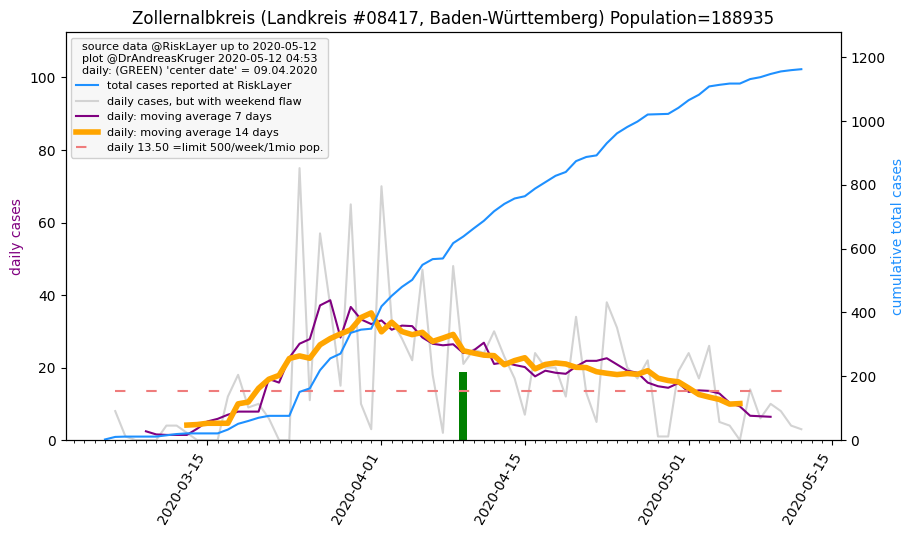 Zollernalbkreis (Landkreis #08417, Baden-Württemberg) Population=188935
source data @RiskLayer up to 2020-05-12
plot @DrAndreasKruger 2020-05-12 04:53
daily: (GREEN) 'center date' = 09.04.2020
total cases reported at RiskLayer
daily cases, but with weekend flaw
daily: moving average 7 days
daily: moving average 14 days
daily 13.50 =limit 500/week/1mio pop.
daily cases
100
80
60
40
20
0
cumulative total cases
1200
1000
800
600
400
200
0
2020-03-15
2020-04-01
2020-04-15
2020-05-01
2020-05-15